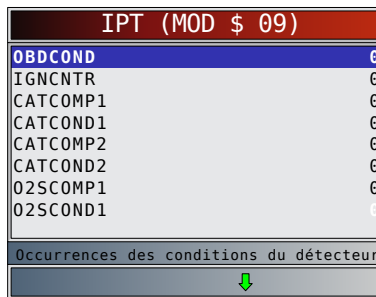 IPT (MOD $ 09)
OBDCOND 0
IGNCNTR 0
CATCOMP1 0
CATCOND1 0
CATCOMP2 0
CATCOND2 0
O2SCOMP1 0
O2SCOND1 0
Occurrences des conditions du détecteur